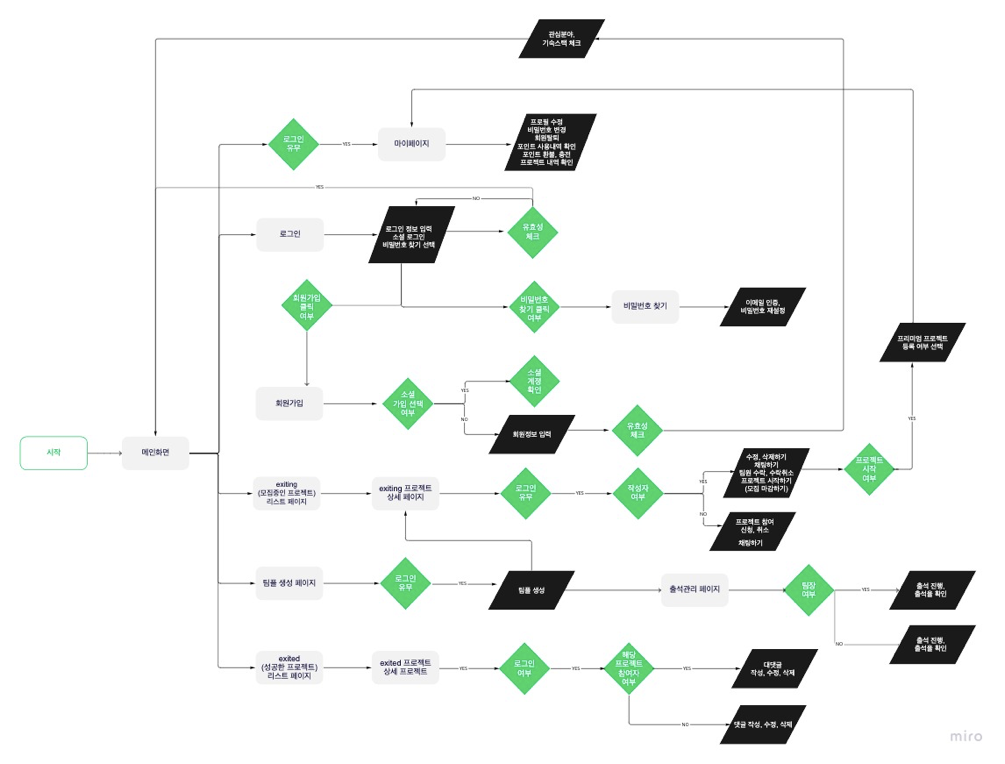 관심분야,
기숙스택 체크
로그인
유무
YES
마이페이지
프로필 수정
비밀번호 변경
회원탈퇴
포인트 사용내역 확인
포인트 환불, 충전
프로젝트 내역 확인
YES
NO
로그인
로그인 정보 입력
소셜 로그인
비밀번호 찾기 선택
유효성
체크
회원가입
클릭
여부
비밀번호
찾기 클릭
여부
비밀번호 찾기
이메일 인증,
비밀번호 재설정
프리미엄 프로젝트
등록 여부 선택
YES
회원가입
소셜
가입 선택
여부
YES
소셜
계정
확인
NO
회원정보 입력
유효성
체크
시작
메인화면
exiting
(모집중인 프로젝트)
리스트 페이지
exiting 프로젝트
상세 페이지
로그인
유무
YES
작성자
여부
YES
수정, 삭제하기
채팅하기
팀원 수락, 수락취소
프로젝트 시작하기
(모집 마감하기)
프로젝트
시작
여부
NO
프로젝트 참여
신청, 취소
채팅하기
팀플 생성 페이지
로그인
유무
YES
팀플 생성
출석관리 페이지
팀장
여부
YES
출석 진행,
출석율 확인
NO
출석 진행,
출석율 확인
exited
(성공한 프로젝트)
리스트 페이지
exited 프로젝트
상세 프로젝트
YES
로그인
여부
YES
해당
프로젝트
참여자
여부
YES
대댓글
작성, 수정, 삭제
NO
댓글 작성, 수정, 삭제
miro